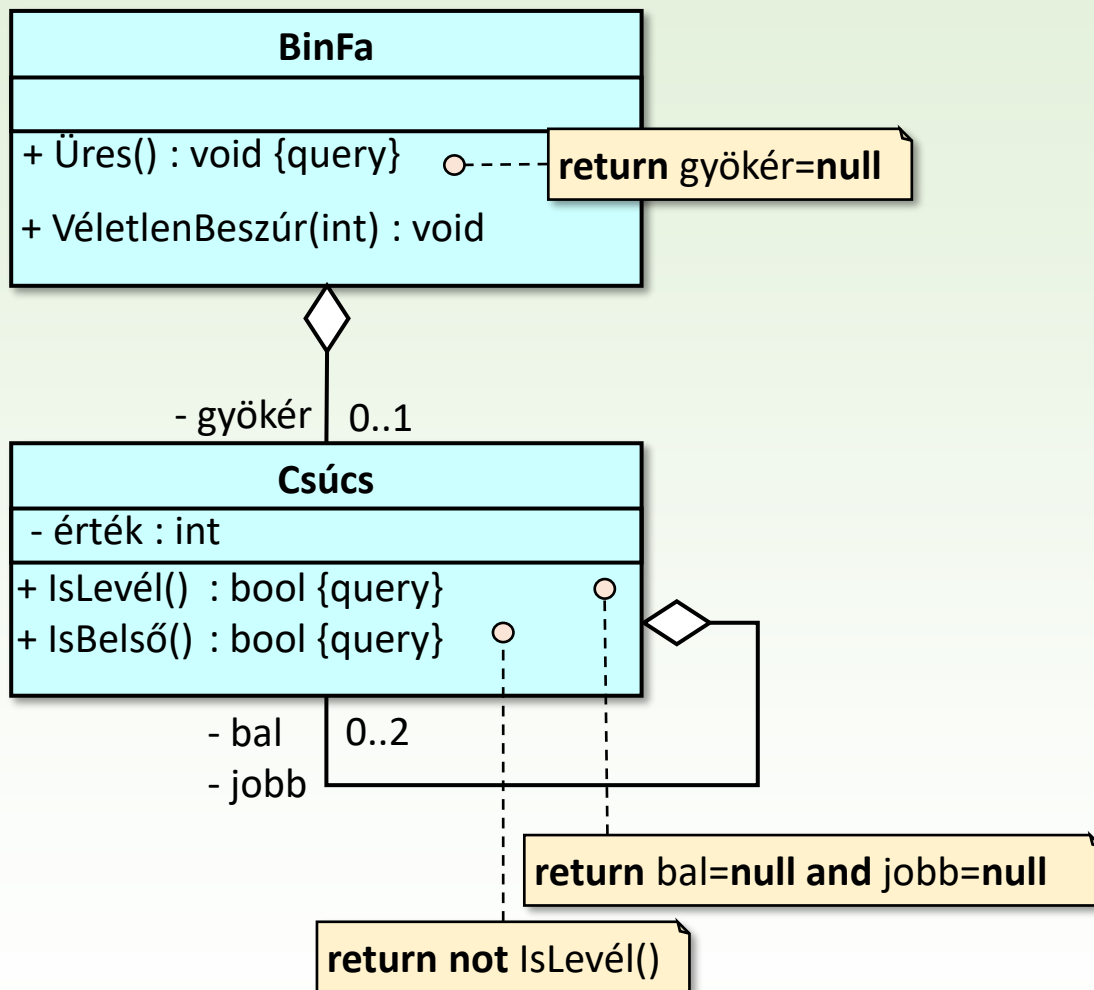 BinFa
+ Üres() : void {query}
return gyökér=null
+ VéletlenBeszúr(int) : void
- gyökér 0..1
Csúcs
- érték : int
+ IsLevél() : bool {query}
+ IsBelső() : bool {query}
- bal 0..2
- jobb
return bal=null and jobb=null
return not IsLevél()